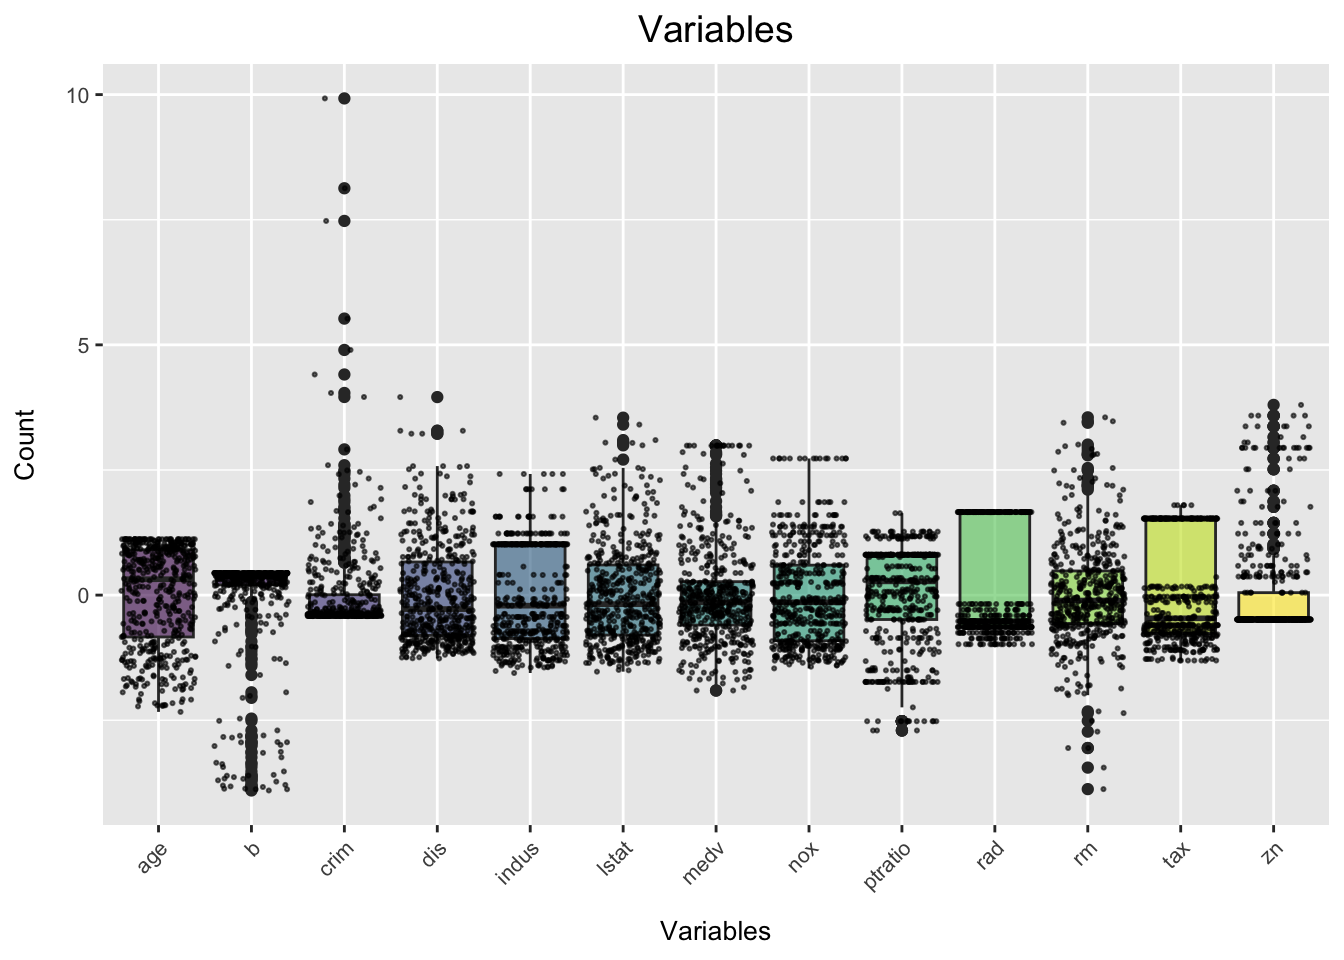 Variables
Count
10
5
0
age
b
crim
dis
indus
lstat
medv
nox
ptratio
rad
rm
tax
zn
Variables